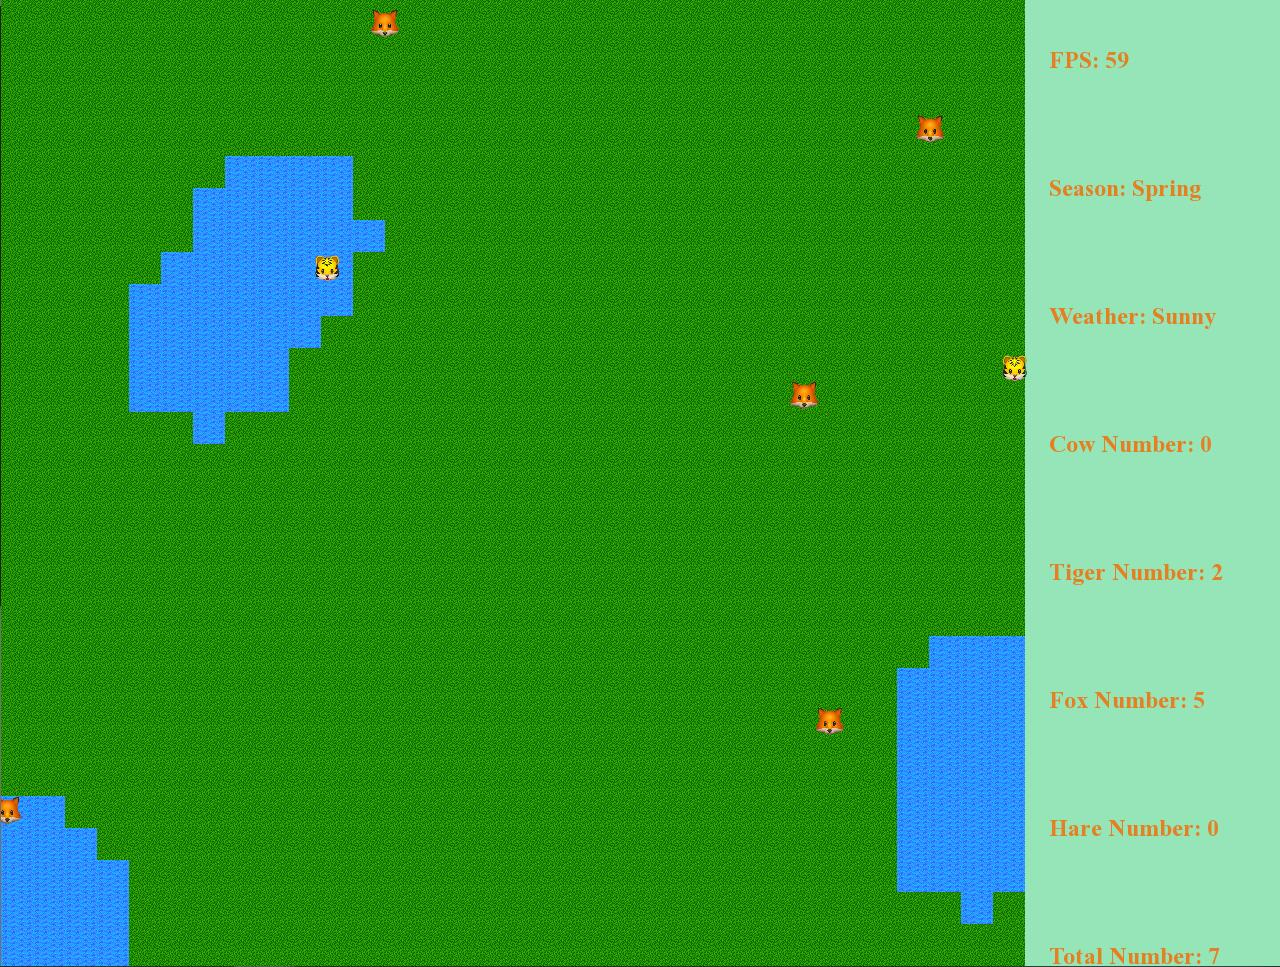 FPS: 59
Season: Spring
Weather: Sunny
Cow Number: 0
Tiger Number: 2
Fox Number: 5
Hare Number: 0
Total Number: 7